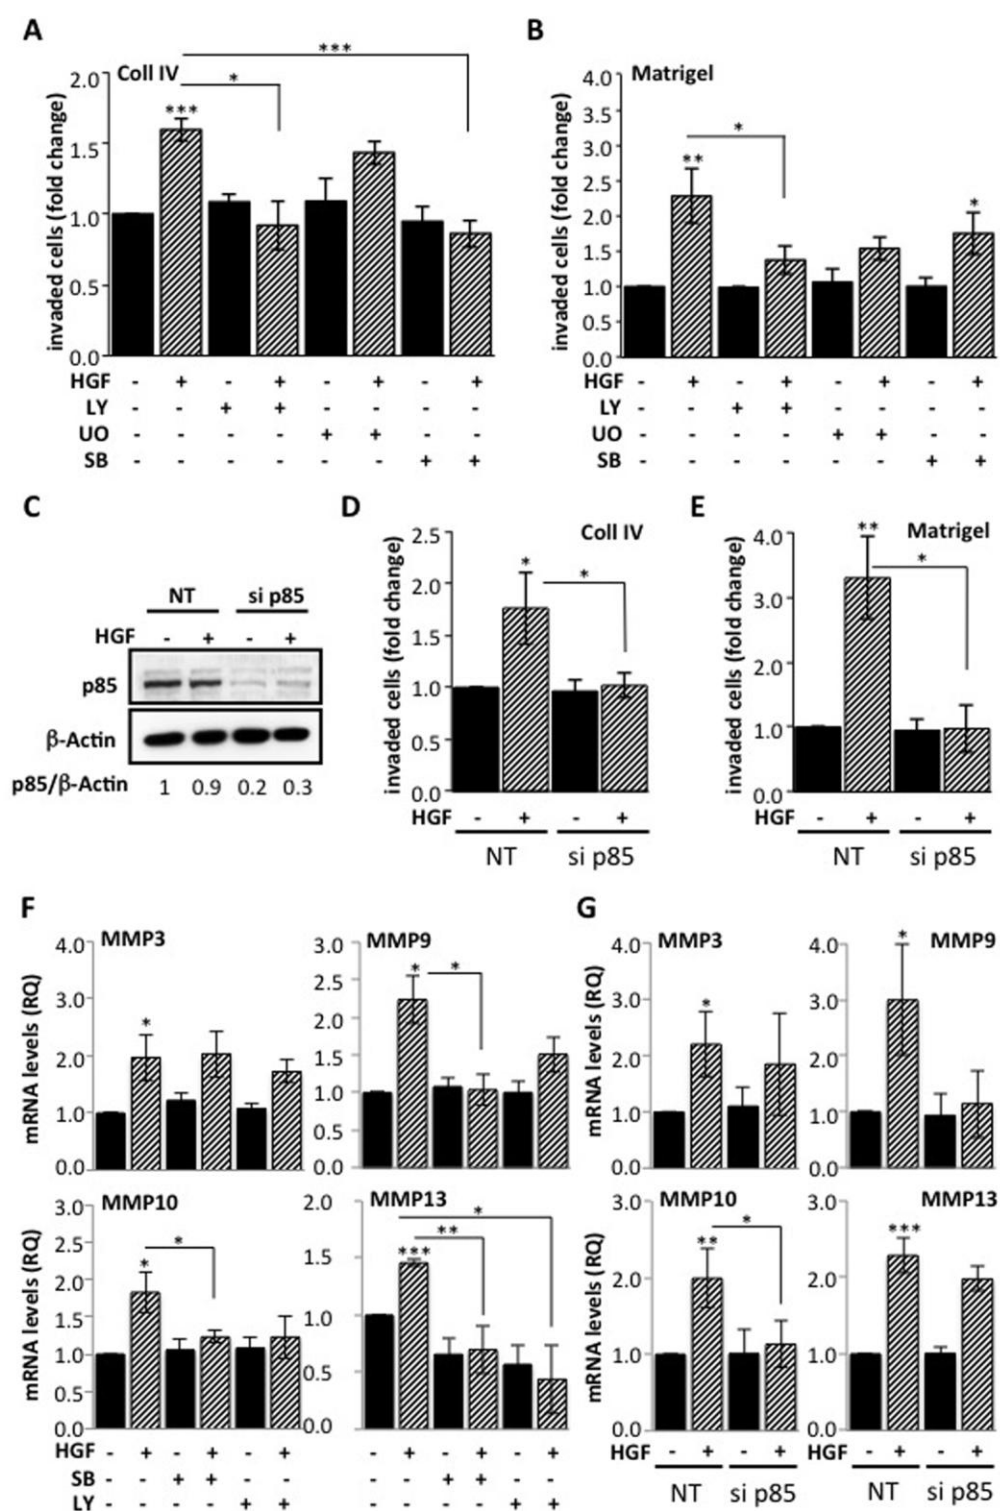 A
Coll IV
***
*
***
invaded cells (fold change)
2.0
1.0
0.5
0.0
HGF - + - + - + - +
LY - - + + - - - -
UO - - - - + + - -
SB - - - - - - + +
B
Matrigel
*
**
*
invaded cells (fold change)
4.0
3.5
3.0
2.5
2.0
1.5
1.0
0.5
0.0
HGF - + - + - + - +
LY - - + + - - - -
UO - - - - + + - -
SB - - - - - - + +
C
NT si p85
HGF - + - +
p85
β-Actin
p85/β-Actin 1 0.9 0.2 0.3
D
Coll IV
*
*
invaded cells (fold change)
2.5
2.0
1.5
1.0
0.5
0.0
HGF - + - +
NT si p85
E
Matrigel
**
*
invaded cells (fold change)
4.0
3.0
2.0
1.0
0.0
HGF - + - +
NT si p85
F
MMP3
*
mRNA levels (RQ)
4.0
3.0
2.0
1.0
0.0
MMP9
*
*
3.0
2.5
2.0
1.5
1.0
0.5
0.0
MMP10
*
*
mRNA levels (RQ)
3.0
2.5
2.0
1.5
1.0
0.5
0.0
MMP13
*
**
***
2.0
1.5
1.0
0.5
0.0
HGF - + - + - + - + - + - +
SB - - + + - - - - + + - -
LY - - - - + + - - - - + +
G
MMP3
*
mRNA levels (RQ)
4.0
3.0
2.0
1.0
0.0
MMP9
*
4.0
3.0
2.0
1.0
0.0
MMP10
*
**
mRNA levels (RQ)
3.0
2.0
1.0
0.0
MMP13
***
3.0
2.0
1.0
0.0
HGF - + - + HGF - + - +
NT si p85 NT si p85